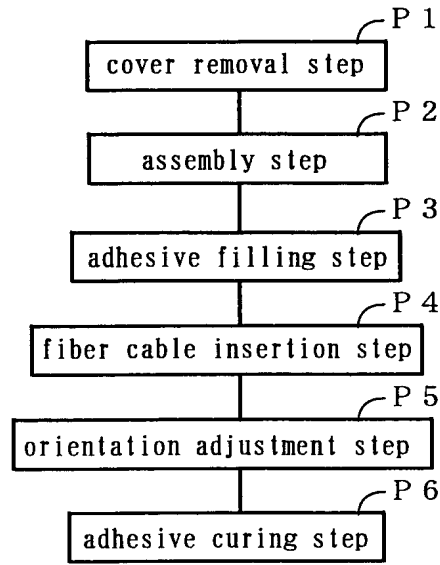 P 1
cover removal step
P 2
assembly step
P 3
adhesive filling step
P 4
fiber cable insertion step
P 5
orientation adjustment step
P 6
adhesive curing step